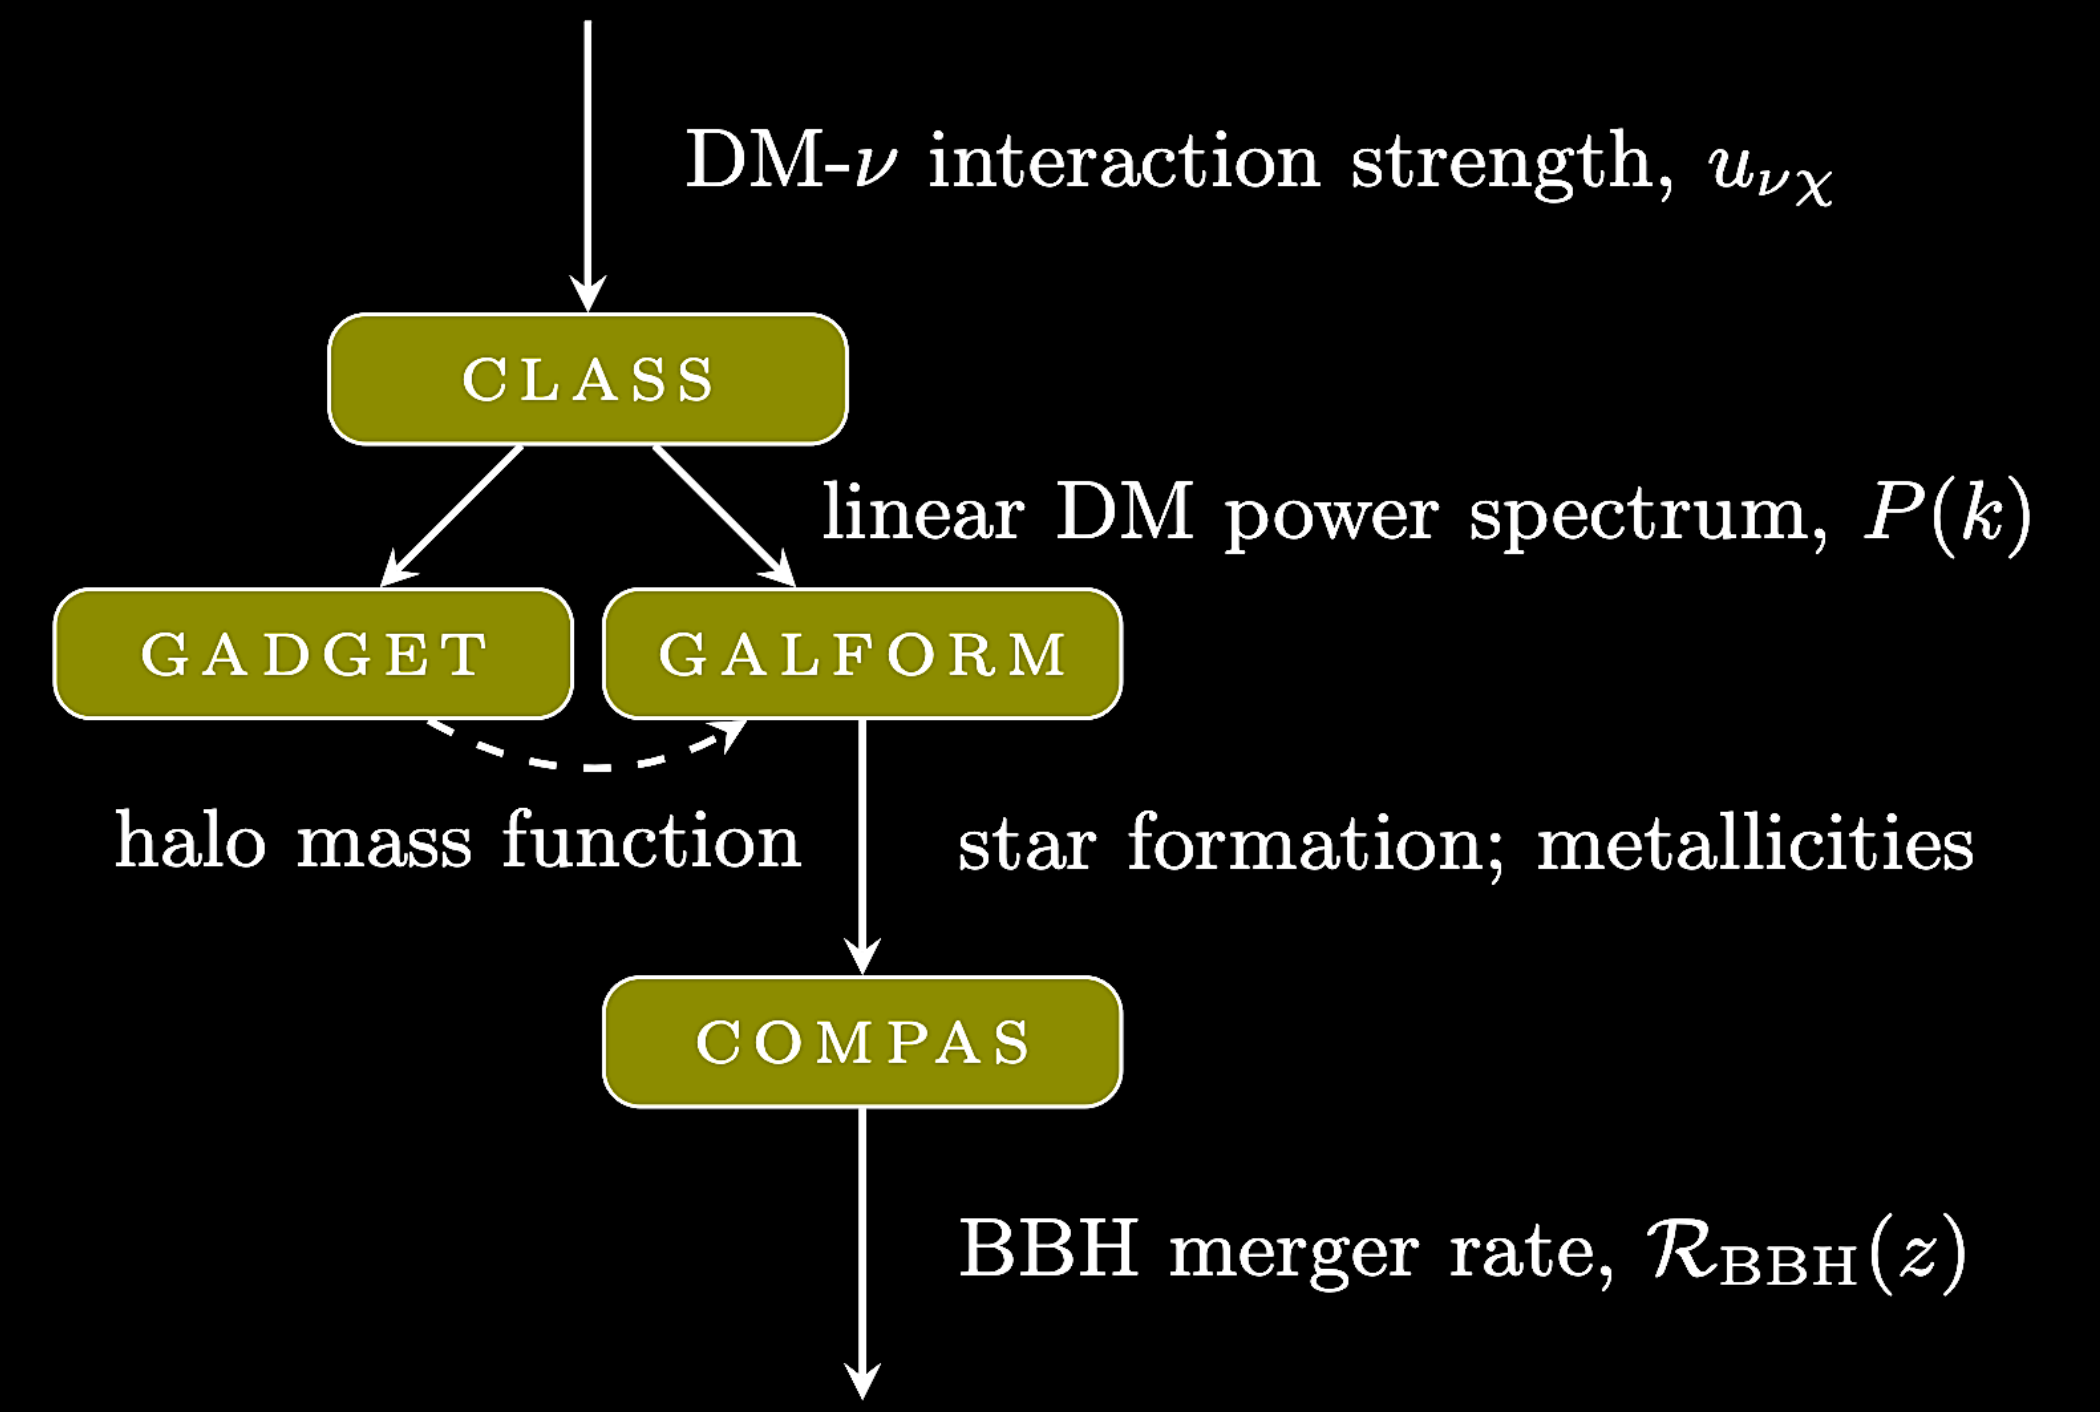 DM-ν interaction strength, u_νχ
CLASS
linear DM power spectrum, P(k)
GADGET
GALFORM
halo mass function
star formation; metallicities
COMPAS
BBH merger rate, ℛ_BBH(z)